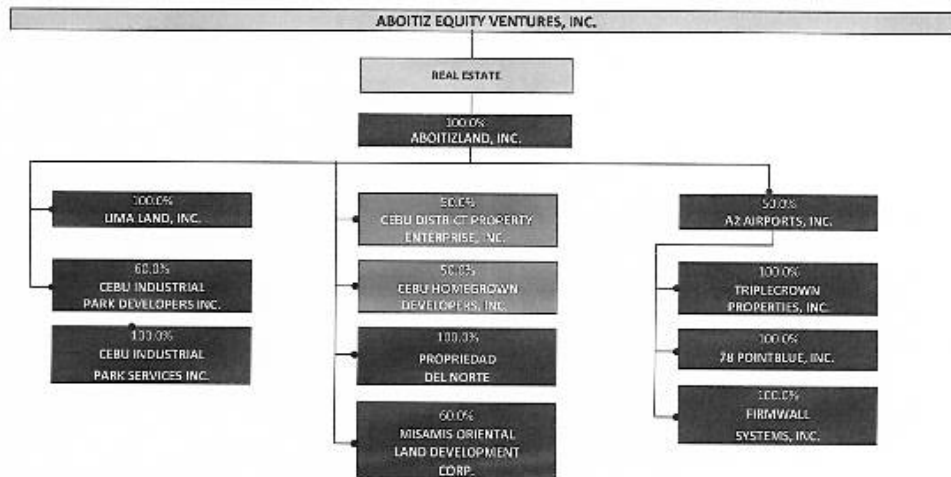 ABOITIZ EQUITY VENTURES, INC.
REAL ESTATE
100.0%
ABOITIZLAND, INC.
100.0%
LIMA LAND, INC.
60.0%
CEBU INDUSTRIAL
PARK DEVELOPERS INC.
100.0%
CEBU INDUSTRIAL
PARK SERVICES INC.
50.0%
CEBU DISTRICT PROPERTY
ENTERPRISE, INC.
50.0%
CEBU HOMEGROWN
DEVELOPERS, INC.
100.0%
PROPRIEDAD
DEL NORTE
60.0%
MISAMIS ORIENTAL
LAND DEVELOPMENT
CORP.
50.0%
A2 AIRPORTS, INC.
100.0%
TRIPLECROWN
PROPERTIES, INC.
100.0%
78 POINTBLUE, INC.
100.0%
FIRMWALL
SYSTEMS, INC.